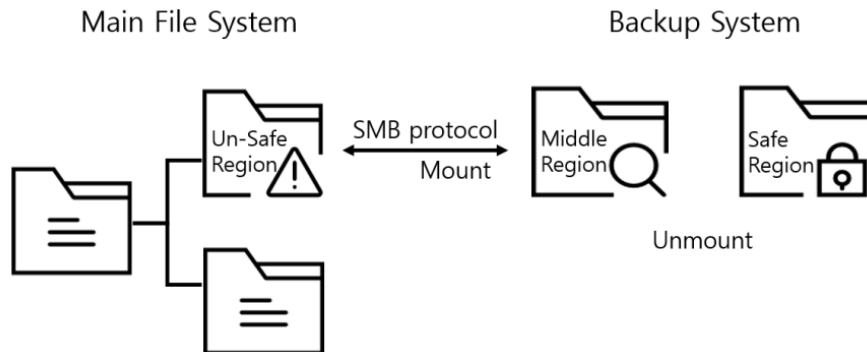 Main File System
Backup System
Un-Safe
Region
SMB protocol
Mount
Middle
Region
Safe
Region
Unmount